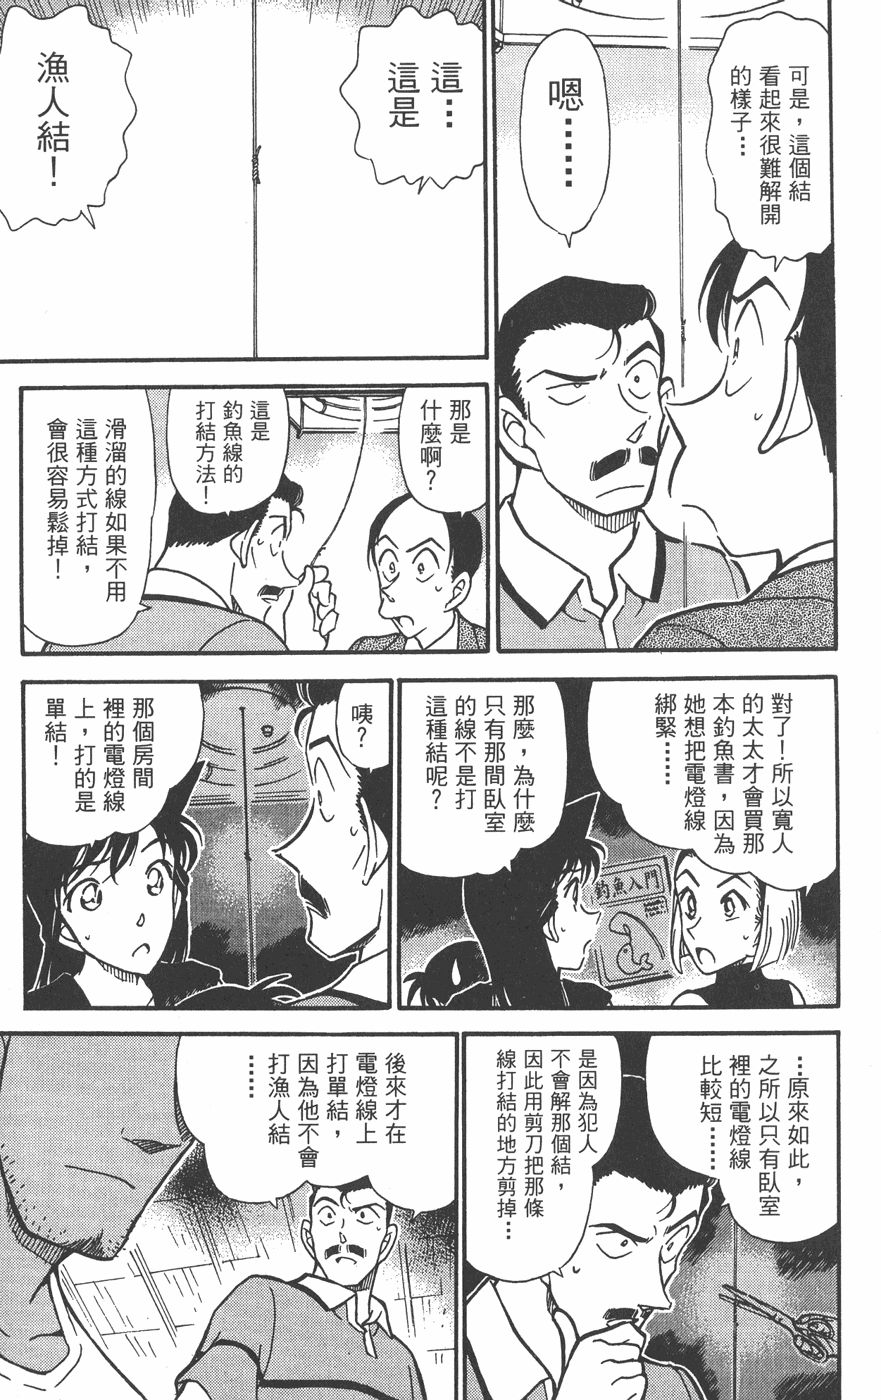 可是，這個結
看起來很難解開
的樣子…
嗯……
這…
這是
漁人結！
那是
什麼啊？
這是
釣魚線的
打結方法！
滑溜的線如果不用
這種方式打結，
會很容易鬆掉！
對了！所以寬人
的太太才會買那
本釣魚書，因為
她想把電燈線
綁緊……
釣魚入門
那麼，為什麼
只有那間臥室
的線不是打
這種結呢？
咦？
那個房間
裡的電燈線
上，打的是
單結！
…原來如此，
之所以只有臥室
裡的電燈線
比較短……
是因為犯人
不會解那個結，
因此用剪刀把那條
線打結的地方剪掉…
後來才在
電燈線上
打單結，
因為他不會
打漁人結
……